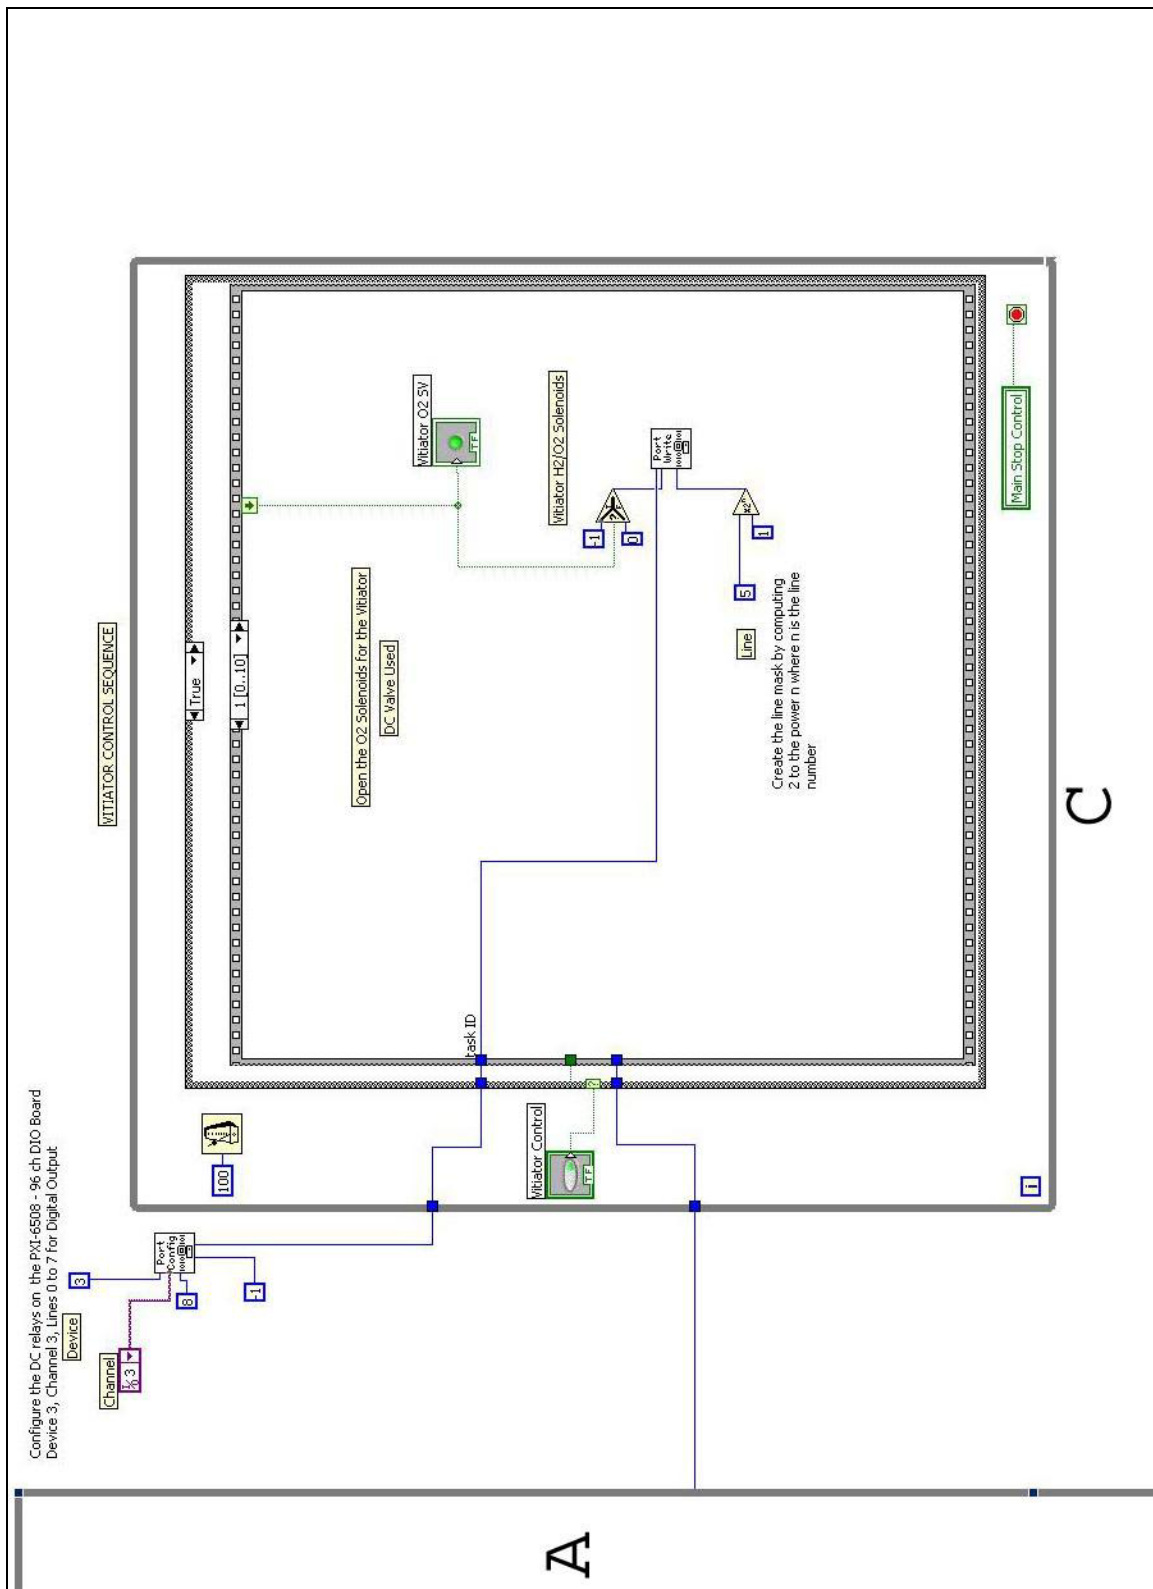 Configure the DC relays on the PXI-6508 - 96 ch DIO Board
Device 3, Channel 3, Lines 0 to 7 for Digital Output
Device
3
Channel
I/O 3
Port
Config
8
-1
VITIATOR CONTROL SEQUENCE
100
True
1 [0..10]
Open the O2 Solenoids for the Vitiator
DC Valve Used
Vitiator O2 SV
TF
task ID
Vitiator Control
TF
?
Vitiator H2/O2 Solenoids
-1
0
?
T
F
Port
Write
Line
5
x2ⁿ
1
Create the line mask by computing
2 to the power n where n is the line
number
i
Main Stop Control
A
C